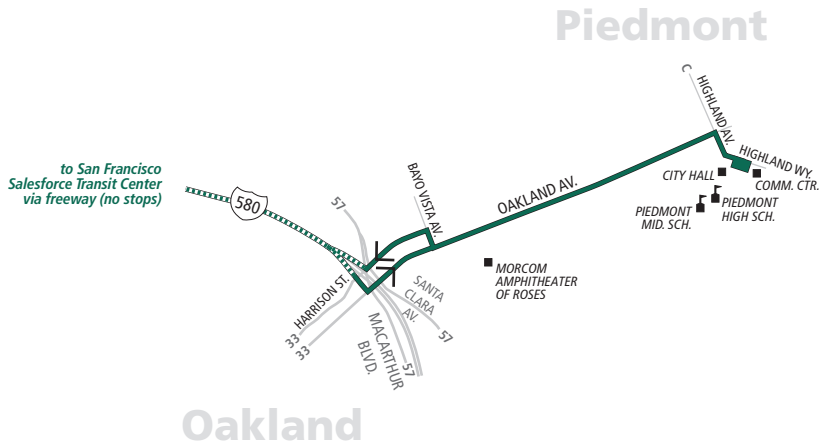 Piedmont
C
HIGHLAND AV.
HIGHLAND WY.
CITY HALL
COMM. CTR.
to San Francisco
Salesforce Transit Center
via freeway (no stops)
580
57
BAYO VISTA AV.
OAKLAND AV.
PIEDMONT
MID. SCH.
PIEDMONT
HIGH SCH.
MORCOM
AMPHITHEATER
OF ROSES
HARRISON ST.
SANTA
CLARA
AV.
33
33
57
MACARTHUR
BLVD.
57
Oakland